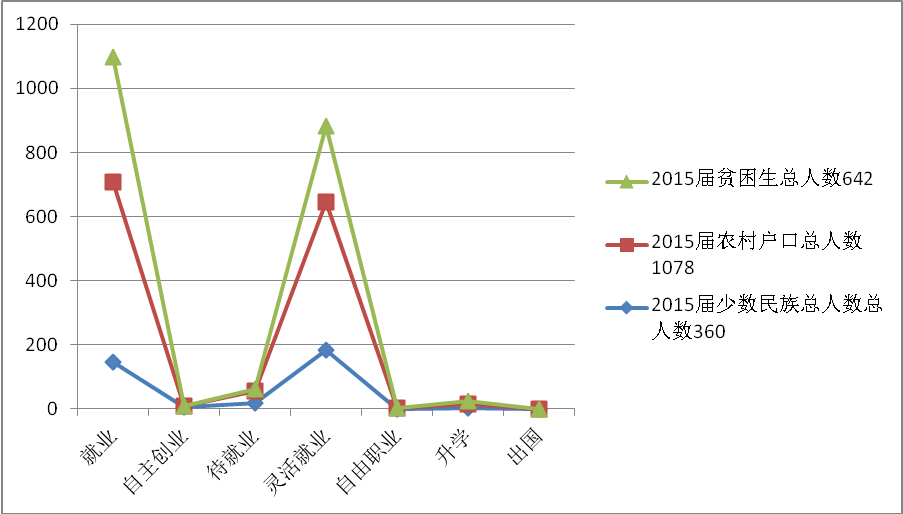 1200
1000
800
600
400
200
0
就业
自主创业
待就业
灵活就业
自由职业
升学
出国
2015届贫困生总人数642
2015届农村户口总人数
1078
2015届少数民族总人数总
人数360